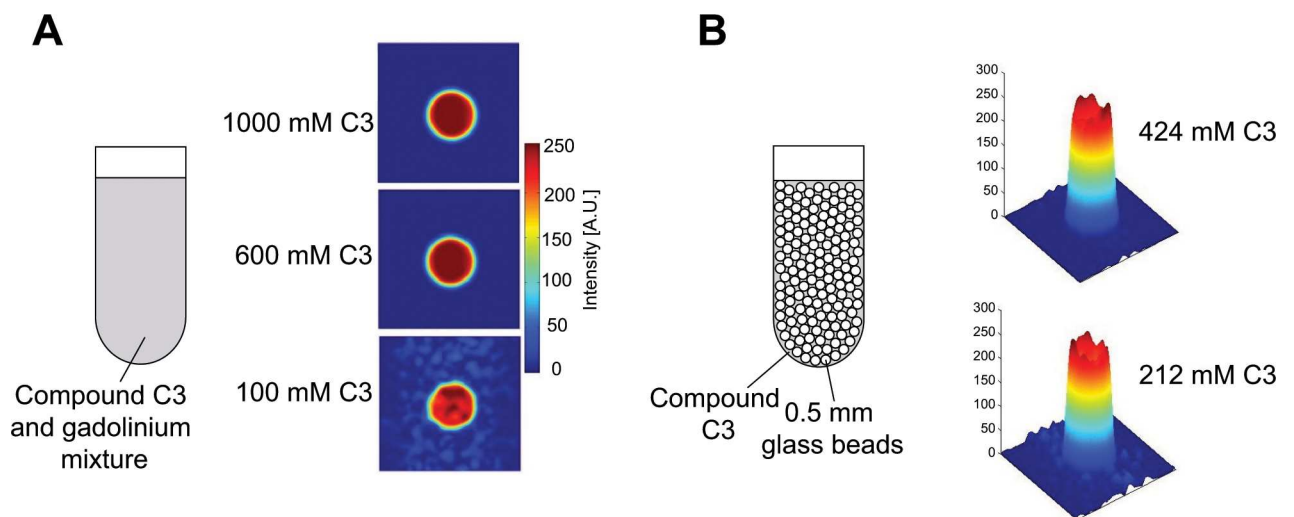 A
1000 mM C3
600 mM C3
100 mM C3
250
200
150
250
100
50
0
Intensity [A.U.]
Compound C3
and gadolinium
mixture
B
300
250
200
150
100
50
0
424 mM C3
300
250
200
150
100
50
0
212 mM C3
Compound
C3
0.5 mm
glass beads